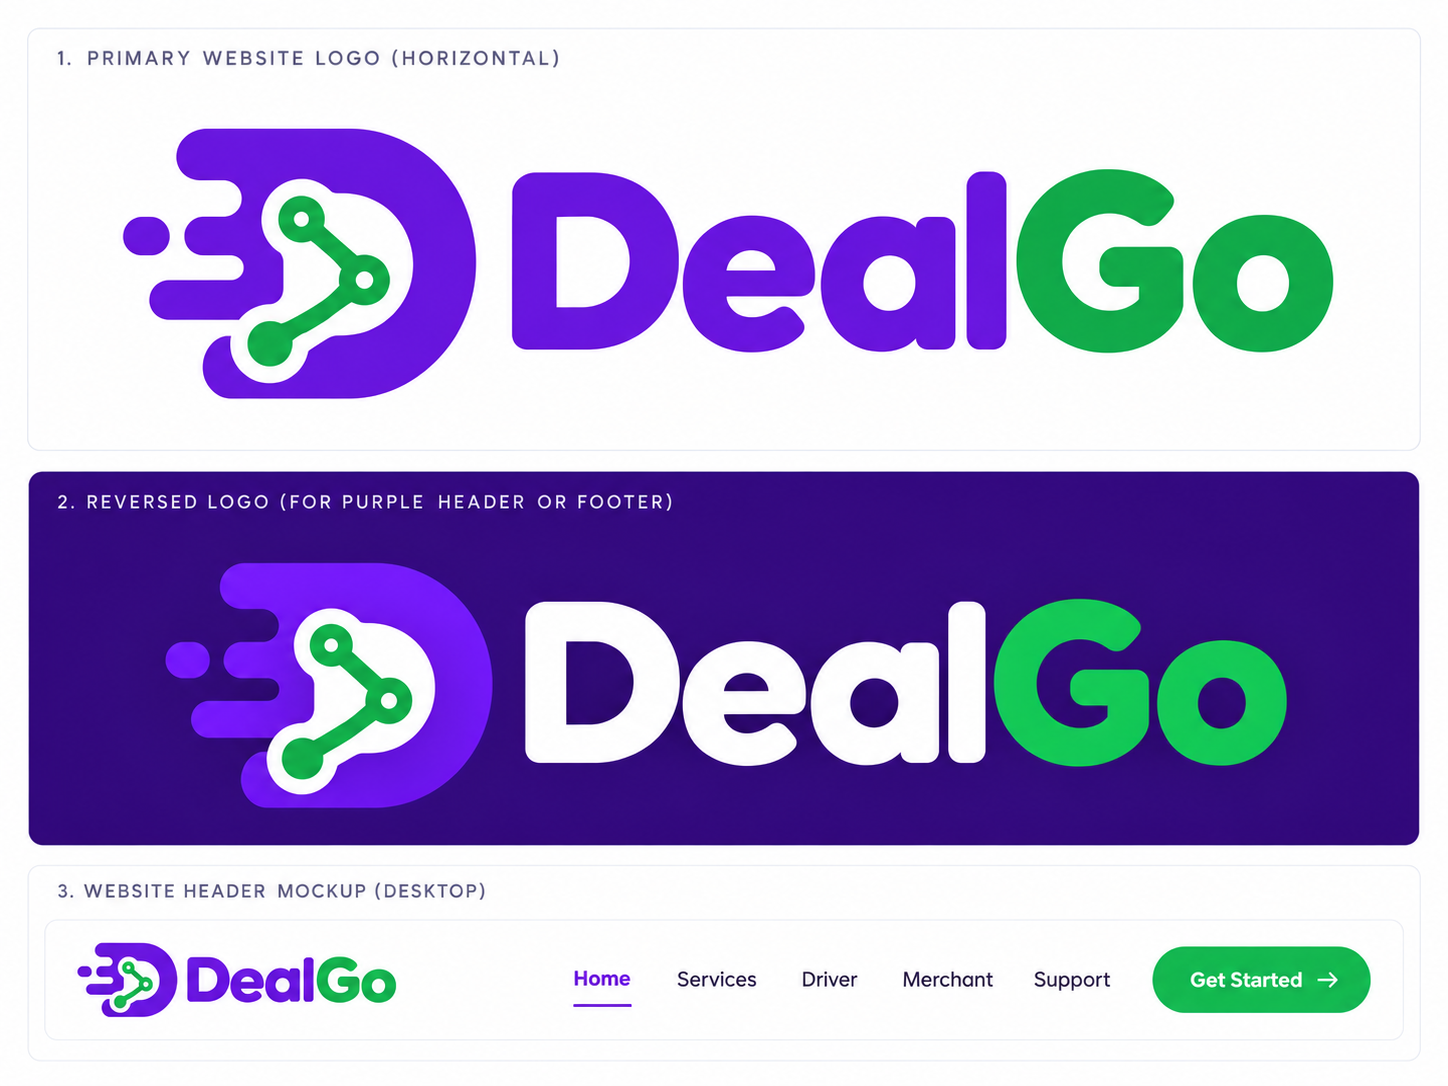 1. PRIMARY WEBSITE LOGO (HORIZONTAL)
DealGo
2. REVERSED LOGO (FOR PURPLE HEADER OR FOOTER)
DealGo
3. WEBSITE HEADER MOCKUP (DESKTOP)
DealGo Home Services Driver Merchant Support Get Started →